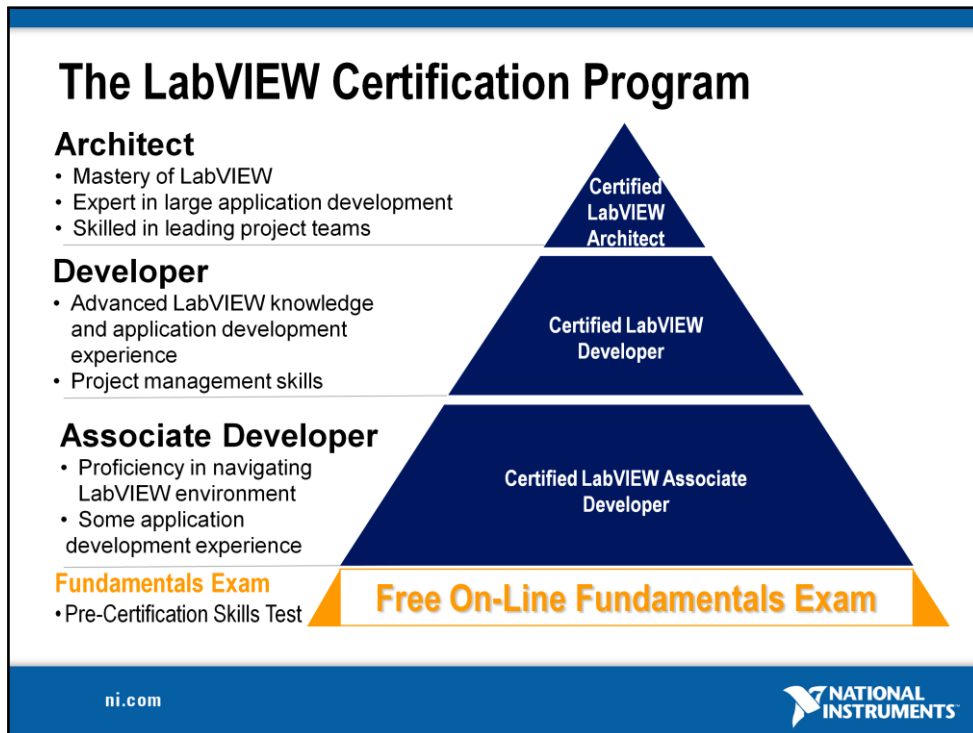 The LabVIEW Certification Program
Architect
• Mastery of LabVIEW
• Expert in large application development
• Skilled in leading project teams
Certified
LabVIEW
Architect
Developer
• Advanced LabVIEW knowledge
and application development
experience
• Project management skills
Certified LabVIEW
Developer
Associate Developer
• Proficiency in navigating
LabVIEW environment
• Some application
development experience
Certified LabVIEW Associate
Developer
Fundamentals Exam
•Pre-Certification Skills Test
Free On-Line Fundamentals Exam
ni.com
NATIONAL
INSTRUMENTS™